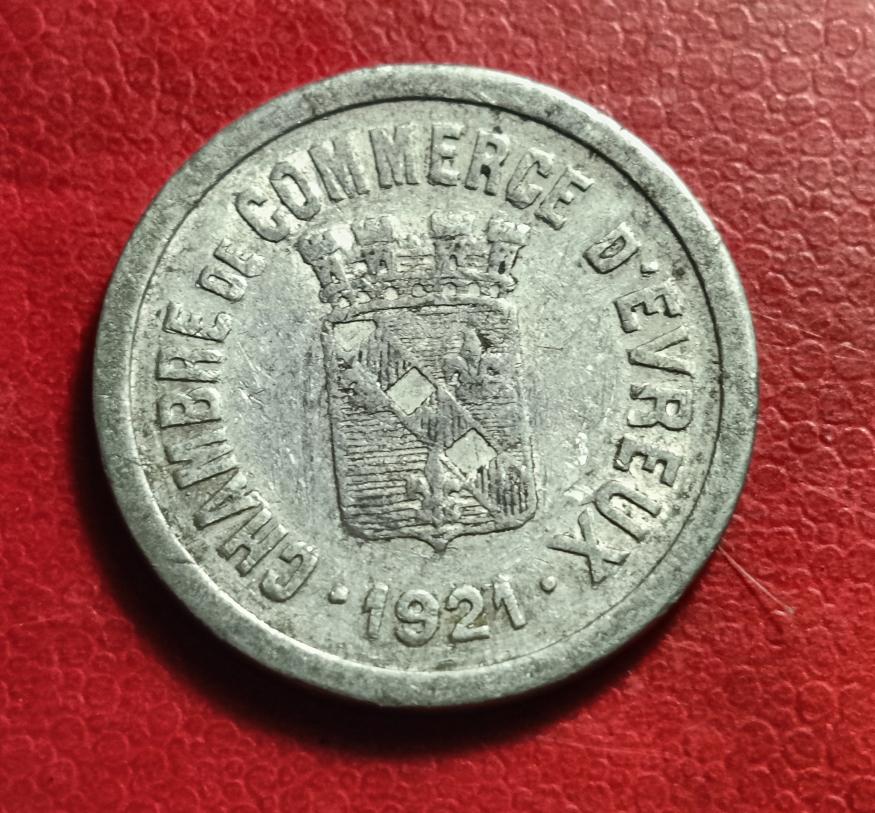 CHAMBRE DE COMMERCE D'EVREUX
· 1921 ·